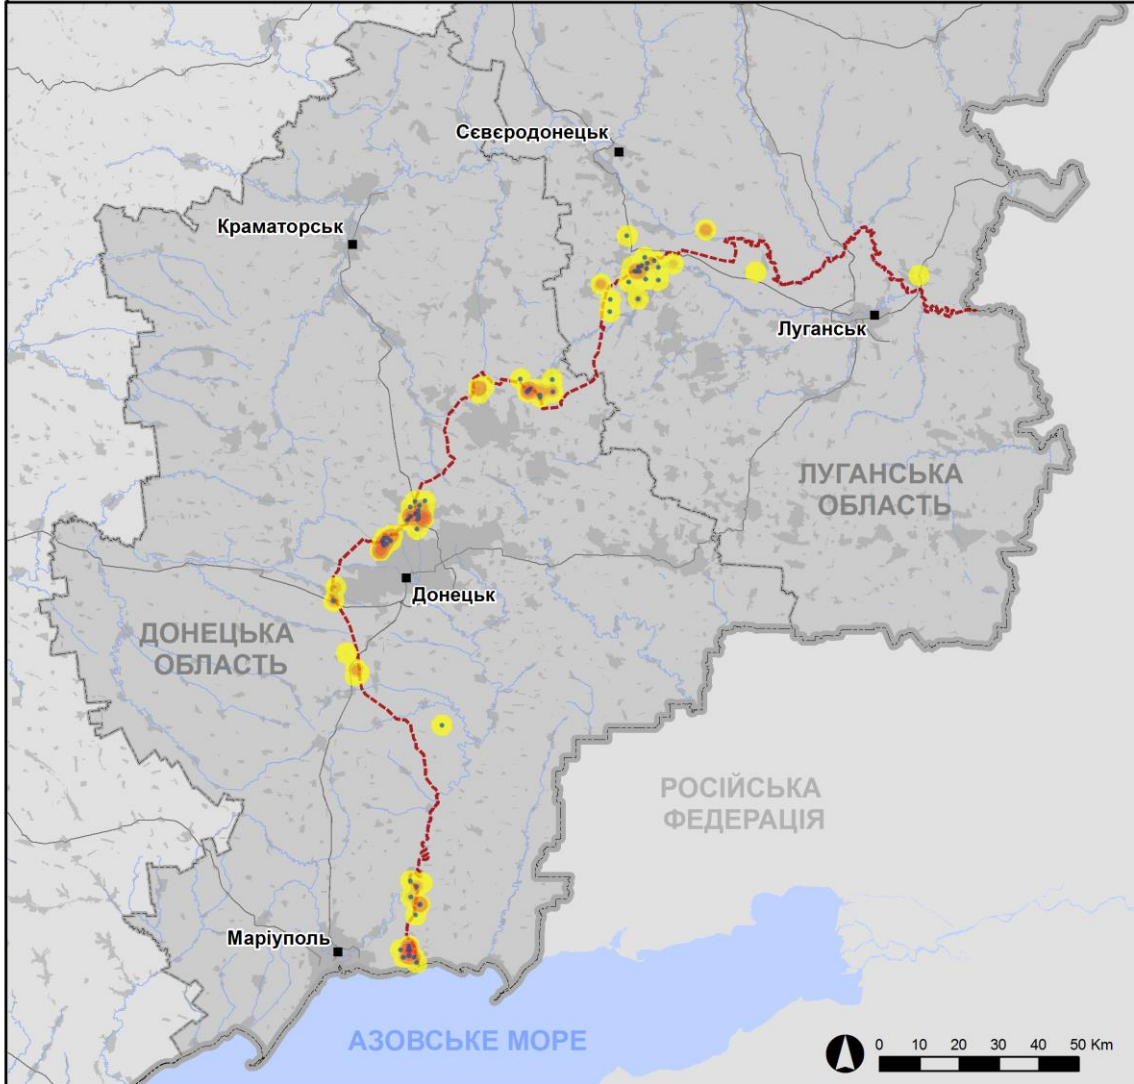 Сєвєродонецьк
Краматорськ
Луганськ
ЛУГАНСЬКА
ОБЛАСТЬ
Донецьк
ДОНЕЦЬКА
ОБЛАСТЬ
РОСІЙСЬКА
ФЕДЕРАЦІЯ
Маріуполь
АЗОВСЬКЕ МОРЕ
0 10 20 30 40 50 Km